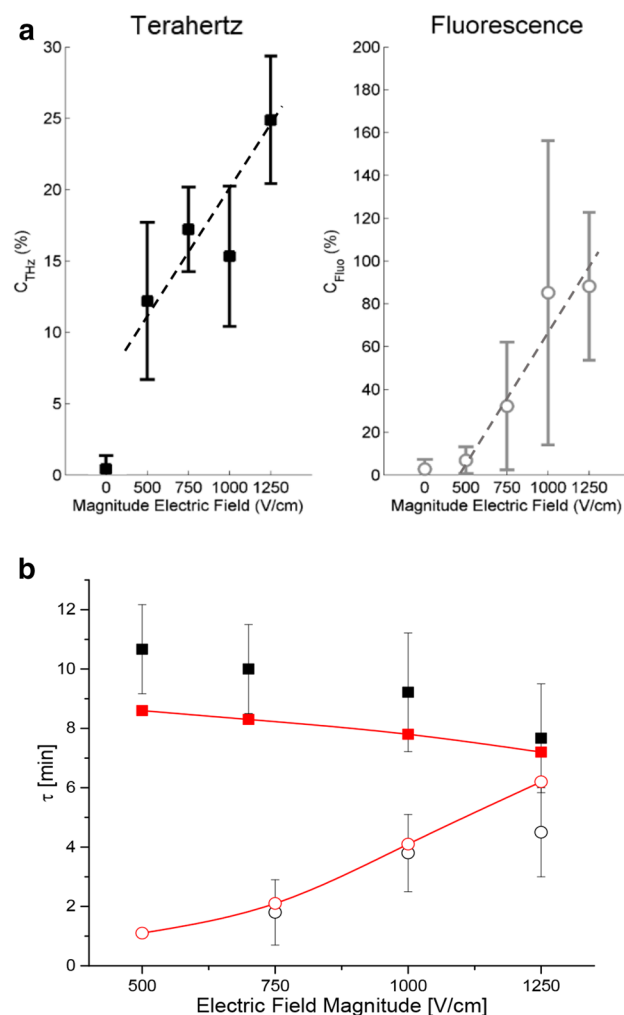 a
Terahertz
Fluorescence
30
25
20
15
10
5
0
C_THz (%)
0 500 750 1000 1250
Magnitude Electric Field (V/cm)
200
180
160
140
120
100
80
60
40
20
0
C_Fluo (%)
0 500 750 1000 1250
Magnitude Electric Field (V/cm)
b
12
10
8
6
4
2
0
τ [min]
500 750 1000 1250
Electric Field Magnitude [V/cm]